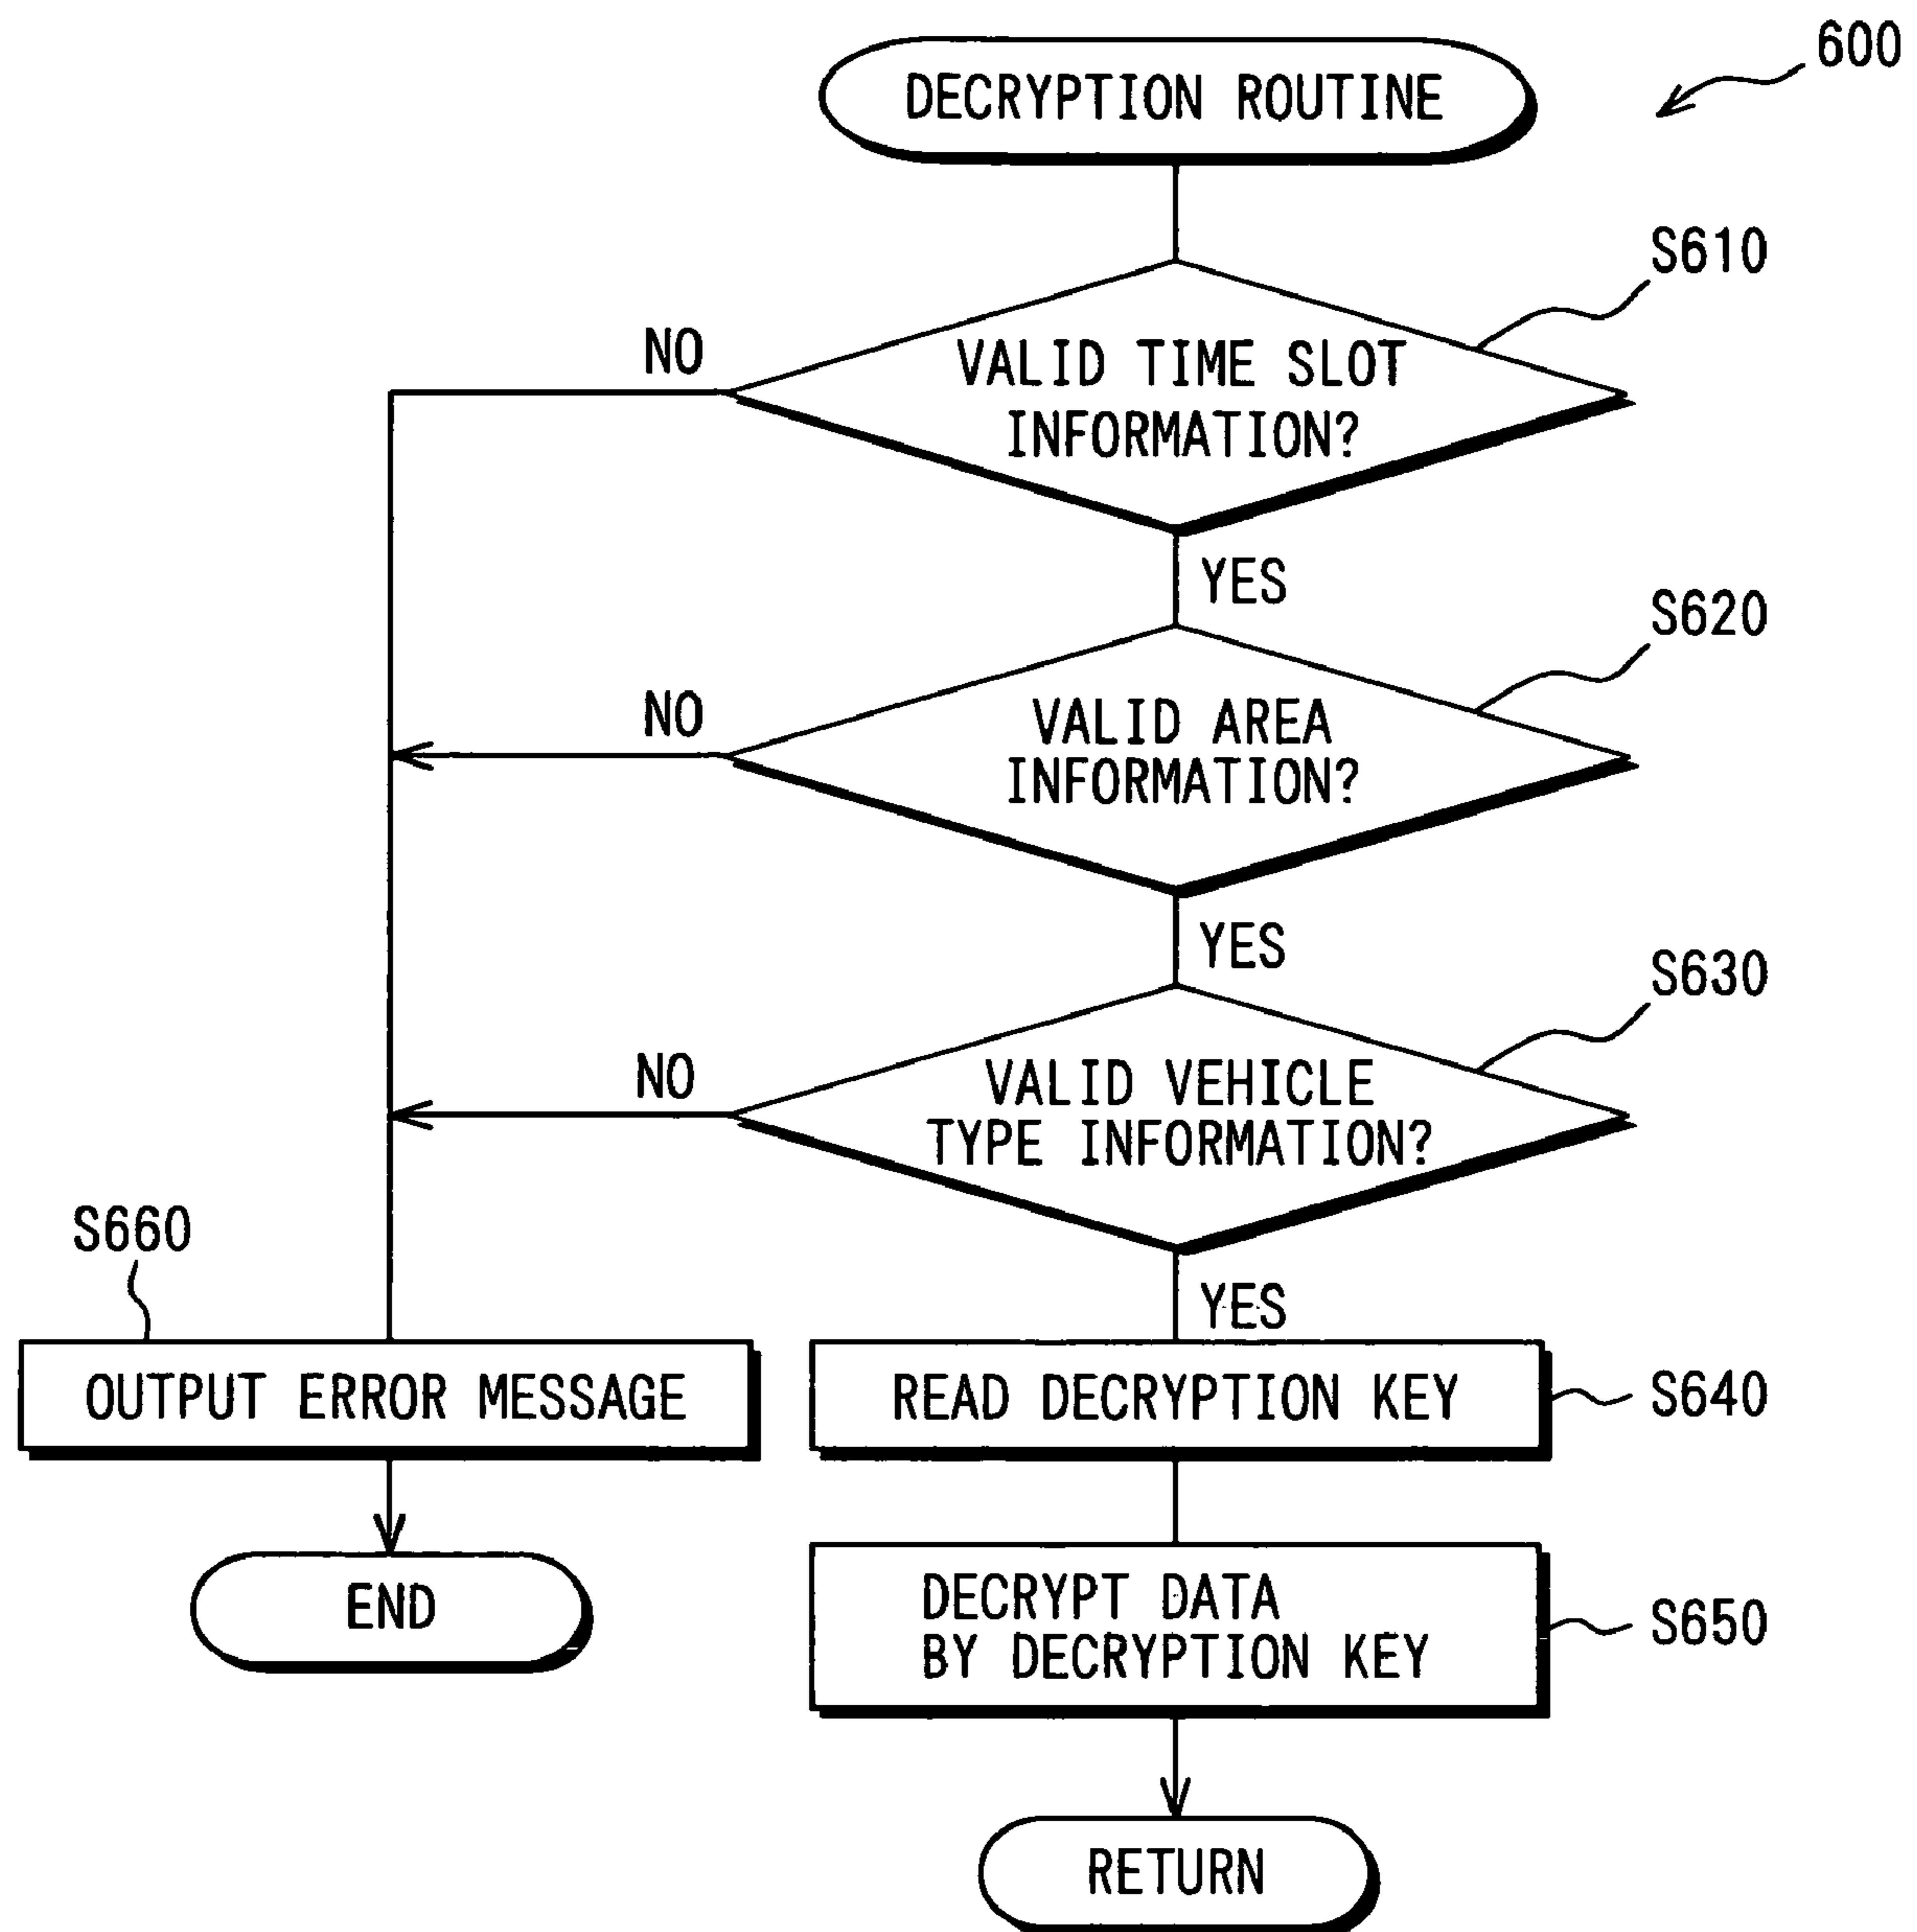 600
DECRYPTION ROUTINE
S610
NO
VALID TIME SLOT
INFORMATION?
YES
S620
NO
VALID AREA
INFORMATION?
YES
S630
NO
VALID VEHICLE
TYPE INFORMATION?
S660
YES
OUTPUT ERROR MESSAGE
READ DECRYPTION KEY
S640
END
DECRYPT DATA
BY DECRYPTION KEY
S650
RETURN